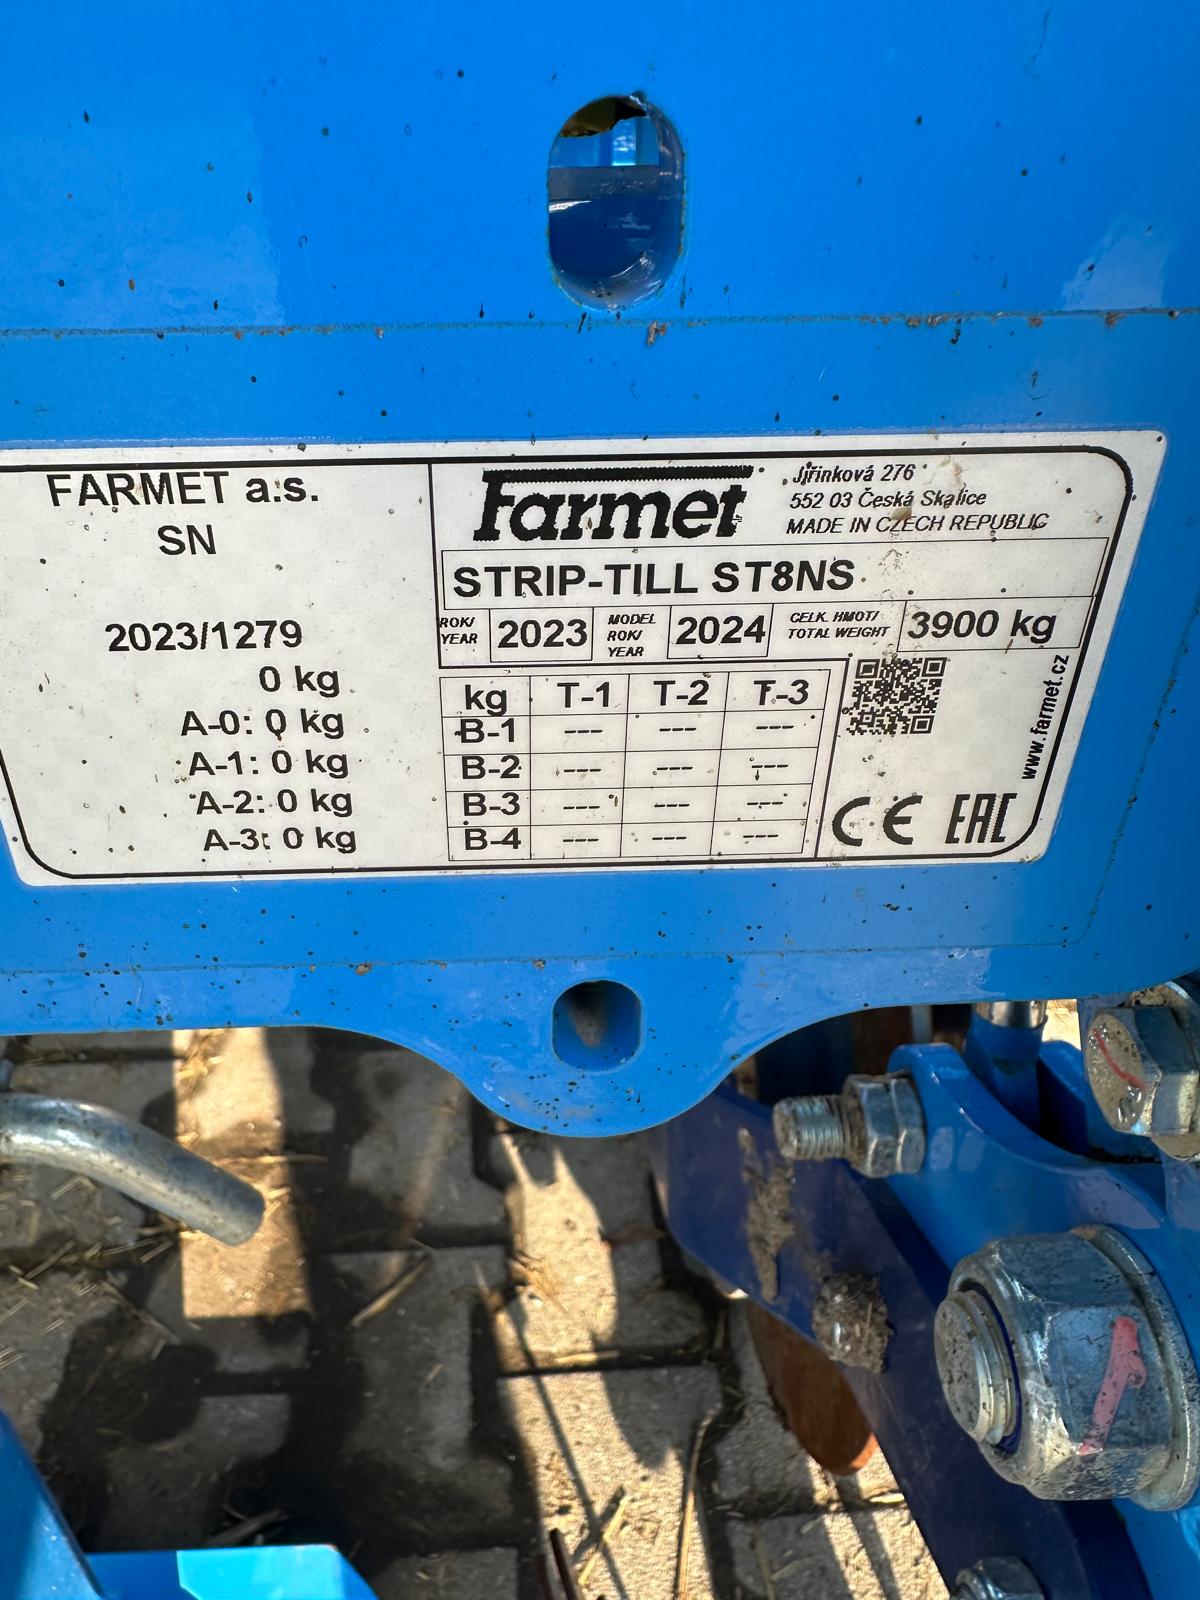 FARMET a.s.
SN
2023/1279
0 kg
A-0: 0 kg
A-1: 0 kg
A-2: 0 kg
A-3: 0 kg
Farmet
Jiřinková 276
552 03 Česká Skalice
MADE IN CZECH REPUBLIC
STRIP-TILL ST8NS
ROK/ YEAR 2023 MODEL ROK/ YEAR 2024 CELK. HMOT/ TOTAL WEIGHT 3900 kg
kg T-1 T-2 T-3
B-1 --- --- ---
B-2 --- --- ---
B-3 --- --- ---
B-4 --- --- ---
www.farmet.cz
CE EAC